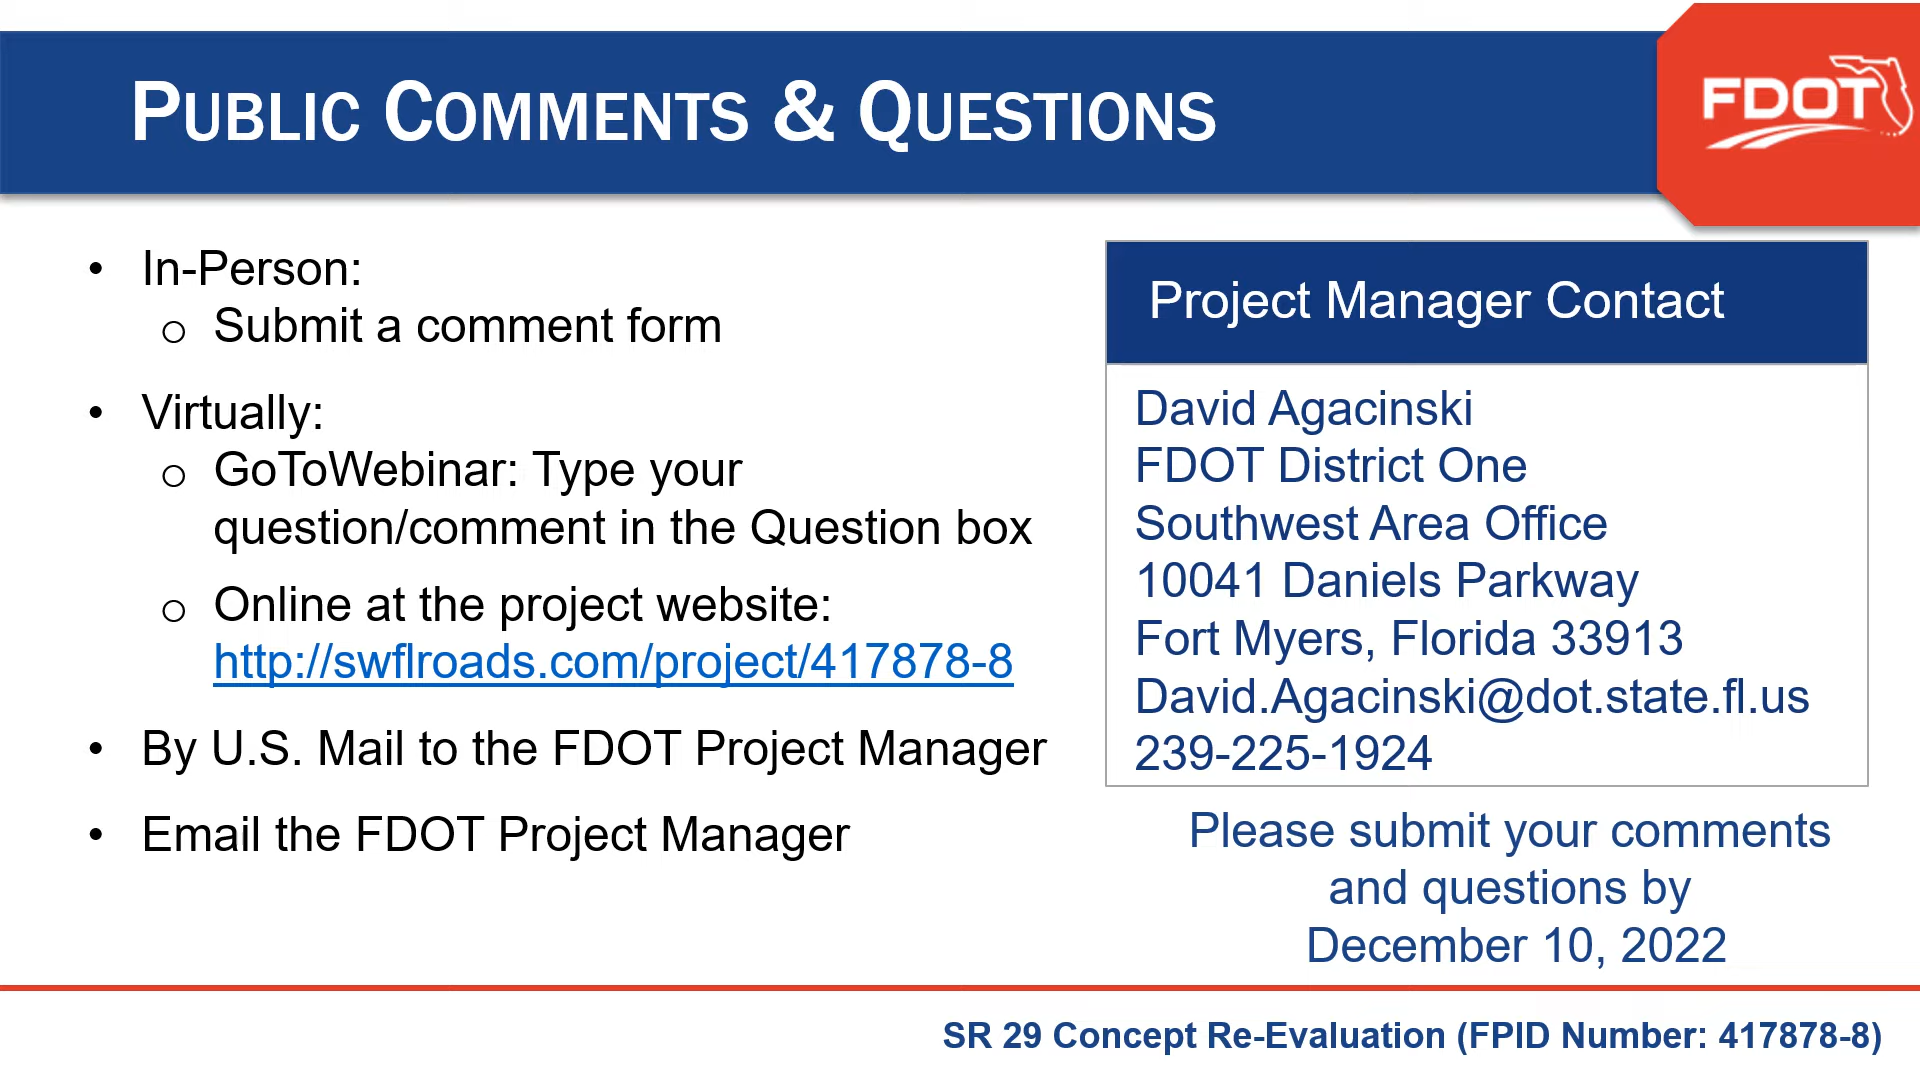 PUBLIC COMMENTS & QUESTIONS
FDOT
• In-Person:
o Submit a comment form
• Virtually:
o GoToWebinar: Type your
question/comment in the Question box
o Online at the project website:
http://swflroads.com/project/417878-8
• By U.S. Mail to the FDOT Project Manager
• Email the FDOT Project Manager
Project Manager Contact
David Agacinski
FDOT District One
Southwest Area Office
10041 Daniels Parkway
Fort Myers, Florida 33913
David.Agacinski@dot.state.fl.us
239-225-1924
Please submit your comments
and questions by
December 10, 2022
SR 29 Concept Re-Evaluation (FPID Number: 417878-8)